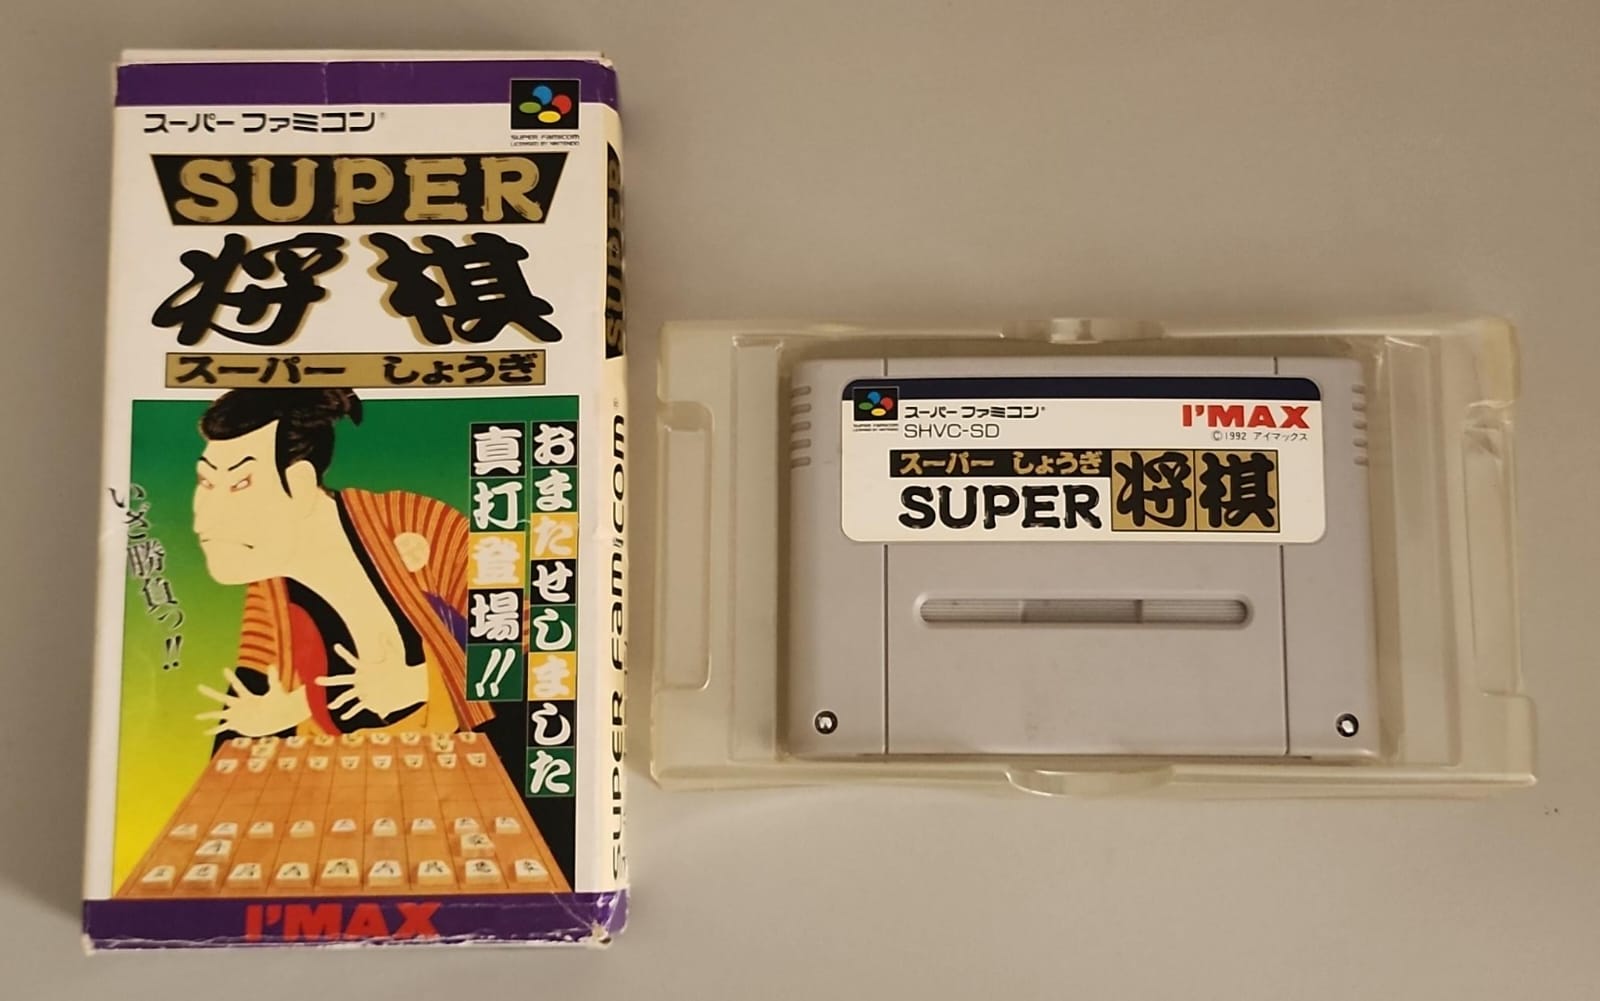 スーパーファミコン®
SUPER FAMICOM
LICENSED BY NINTENDO
SUPER
将棋
スーパー しょうぎ
おまたせしました
真打登場!!
いざ勝負っ!!
I'MAX
SUPER
SUPER FAMICOM
スーパーファミコン®
SHVC-SD
I'MAX
©1992 アイマックス
スーパー しょうぎ
SUPER 将棋